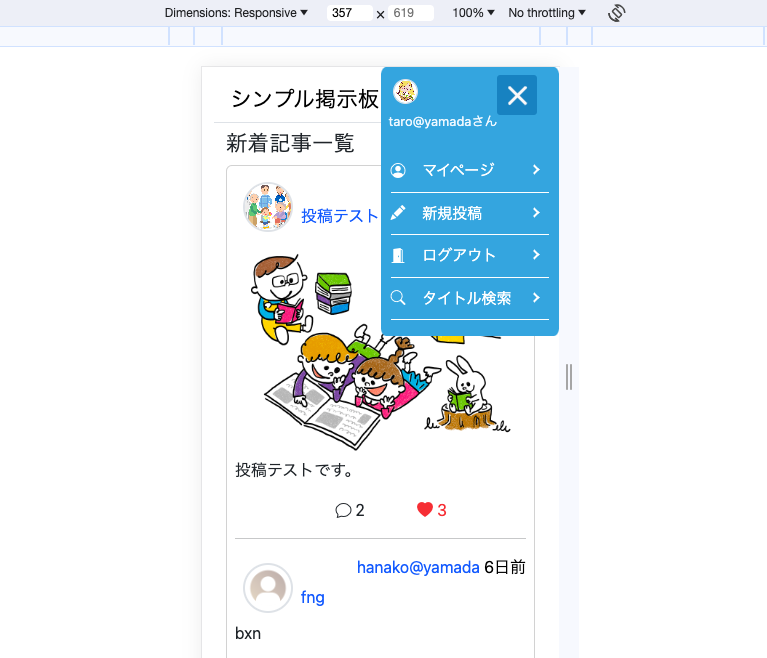 Dimensions: Responsive ▼ 357 × 619 100% ▼ No throttling ▼
シンプル掲示板
taro@yamadaさん
マイページ
新規投稿
ログアウト
タイトル検索
新着記事一覧
投稿テスト
投稿テストです。
2 3
hanako@yamada 6日前
fng
bxn